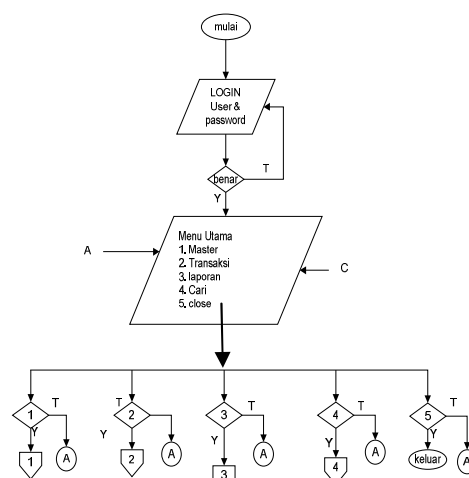 mulai
LOGIN
User &
password
benar
T
Y
Menu Utama
1. Master
2. Transaksi
3. laporan
4. Cari
5. close
A
C
1
T
Y
1
A
2
T
Y
2
A
3
T
Y
3
A
4
T
Y
4
A
5
T
Y
keluar
A